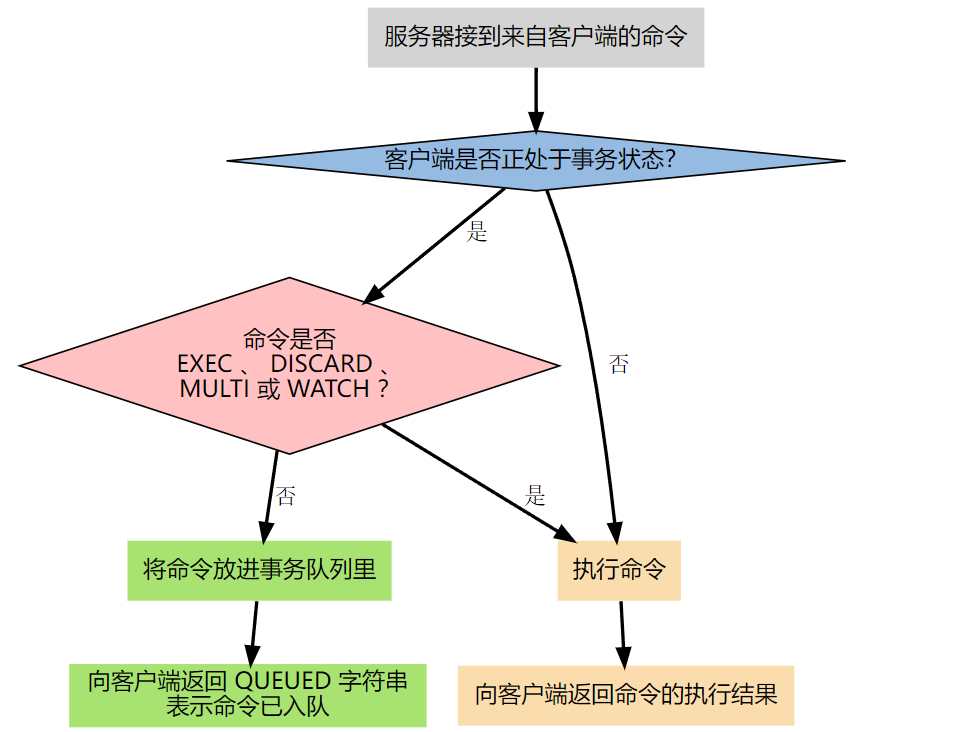 服务器接到来自客户端的命令
客户端是否正处于事务状态?
是
命令是否
EXEC 、 DISCARD 、
MULTI 或 WATCH ?
否
否
是
将命令放进事务队列里
执行命令
向客户端返回 QUEUED 字符串
表示命令已入队
向客户端返回命令的执行结果